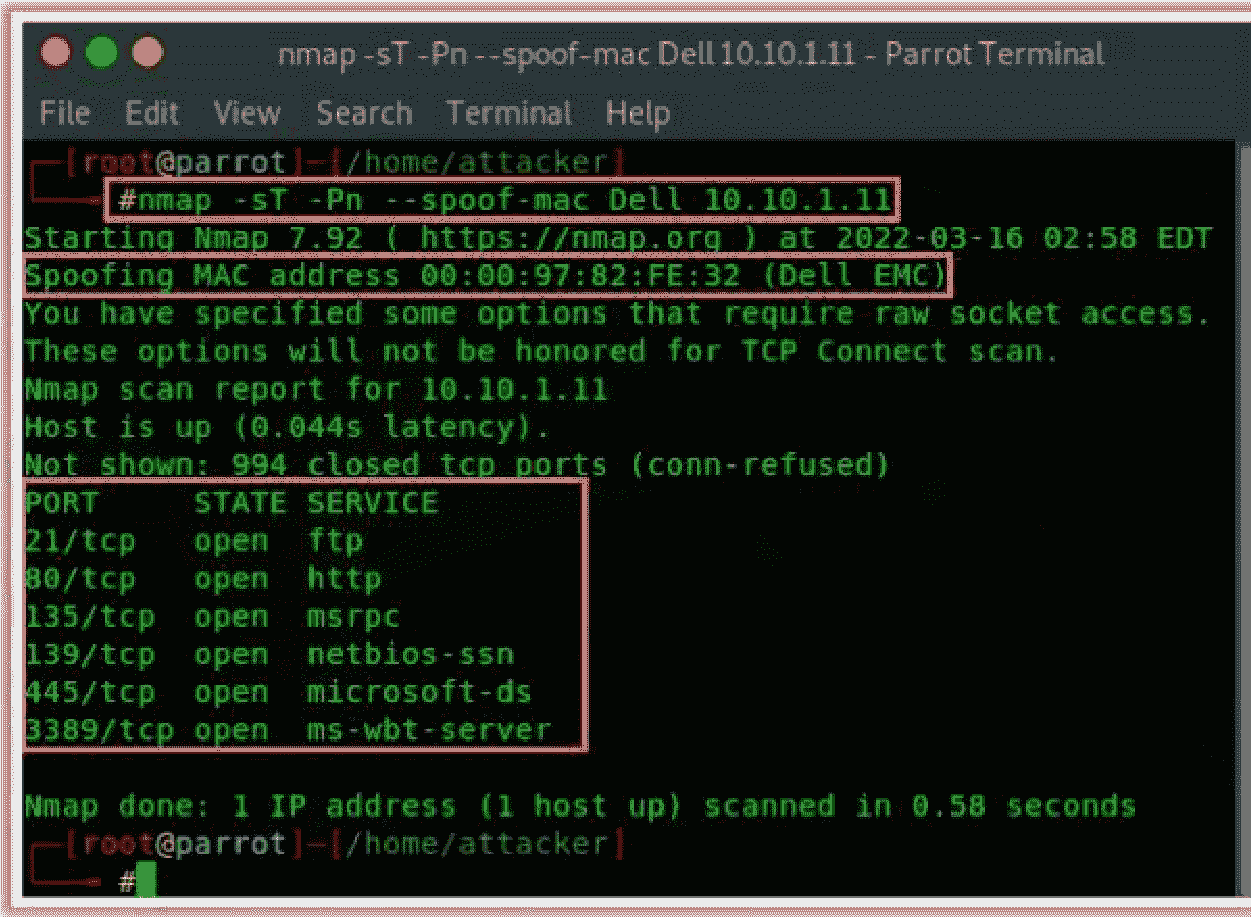 nmap -sT -Pn --spoof-mac Dell 10.10.1.11 - Parrot Terminal
File Edit View Search Terminal Help
[root@parrot]-[/home/attacker]
#nmap -sT -Pn --spoof-mac Dell 10.10.1.11
Starting Nmap 7.92 ( https://nmap.org ) at 2022-03-16 02:58 EDT
Spoofing MAC address 00:00:97:82:FE:32 (Dell EMC)
You have specified some options that require raw socket access.
These options will not be honored for TCP Connect scan.
Nmap scan report for 10.10.1.11
Host is up (0.044s latency).
Not shown: 994 closed tcp ports (conn-refused)
PORT     STATE SERVICE
21/tcp   open  ftp
80/tcp   open  http
135/tcp  open  msrpc
139/tcp  open  netbios-ssn
445/tcp  open  microsoft-ds
3389/tcp open  ms-wbt-server
Nmap done: 1 IP address (1 host up) scanned in 0.58 seconds
[root@parrot]-[/home/attacker]
#